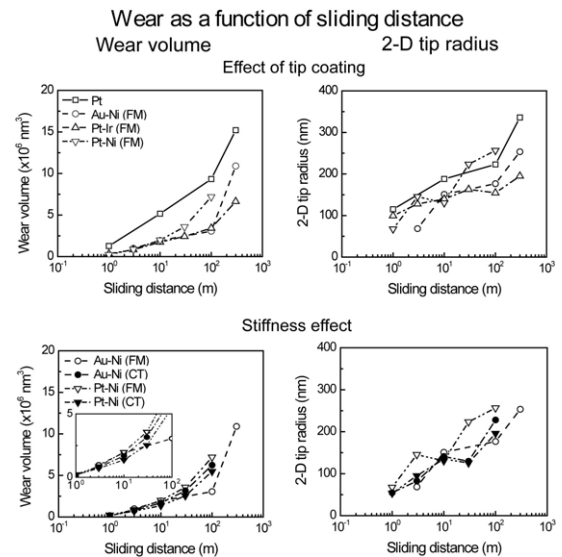 Wear as a function of sliding distance
Wear volume 2-D tip radius
Effect of tip coating
20
15
10
5
0
Wear volume (x10⁶ nm³)
Pt
Au-Ni (FM)
Pt-Ir (FM)
Pt-Ni (FM)
10⁻¹ 10⁰ 10¹ 10² 10³
Sliding distance (m)
400
300
200
100
0
2-D tip radius (nm)
10⁻¹ 10⁰ 10¹ 10² 10³
Sliding distance (m)
Stiffness effect
20
15
10
5
0
Wear volume (x10⁶ nm³)
Au-Ni (FM)
Au-Ni (CT)
Pt-Ni (FM)
Pt-Ni (CT)
5
0
10⁰ 10¹ 10²
10⁻¹ 10⁰ 10¹ 10² 10³
Sliding distance (m)
400
300
200
100
0
2-D tip radius (nm)
10⁻¹ 10⁰ 10¹ 10² 10³
Sliding distance (m)